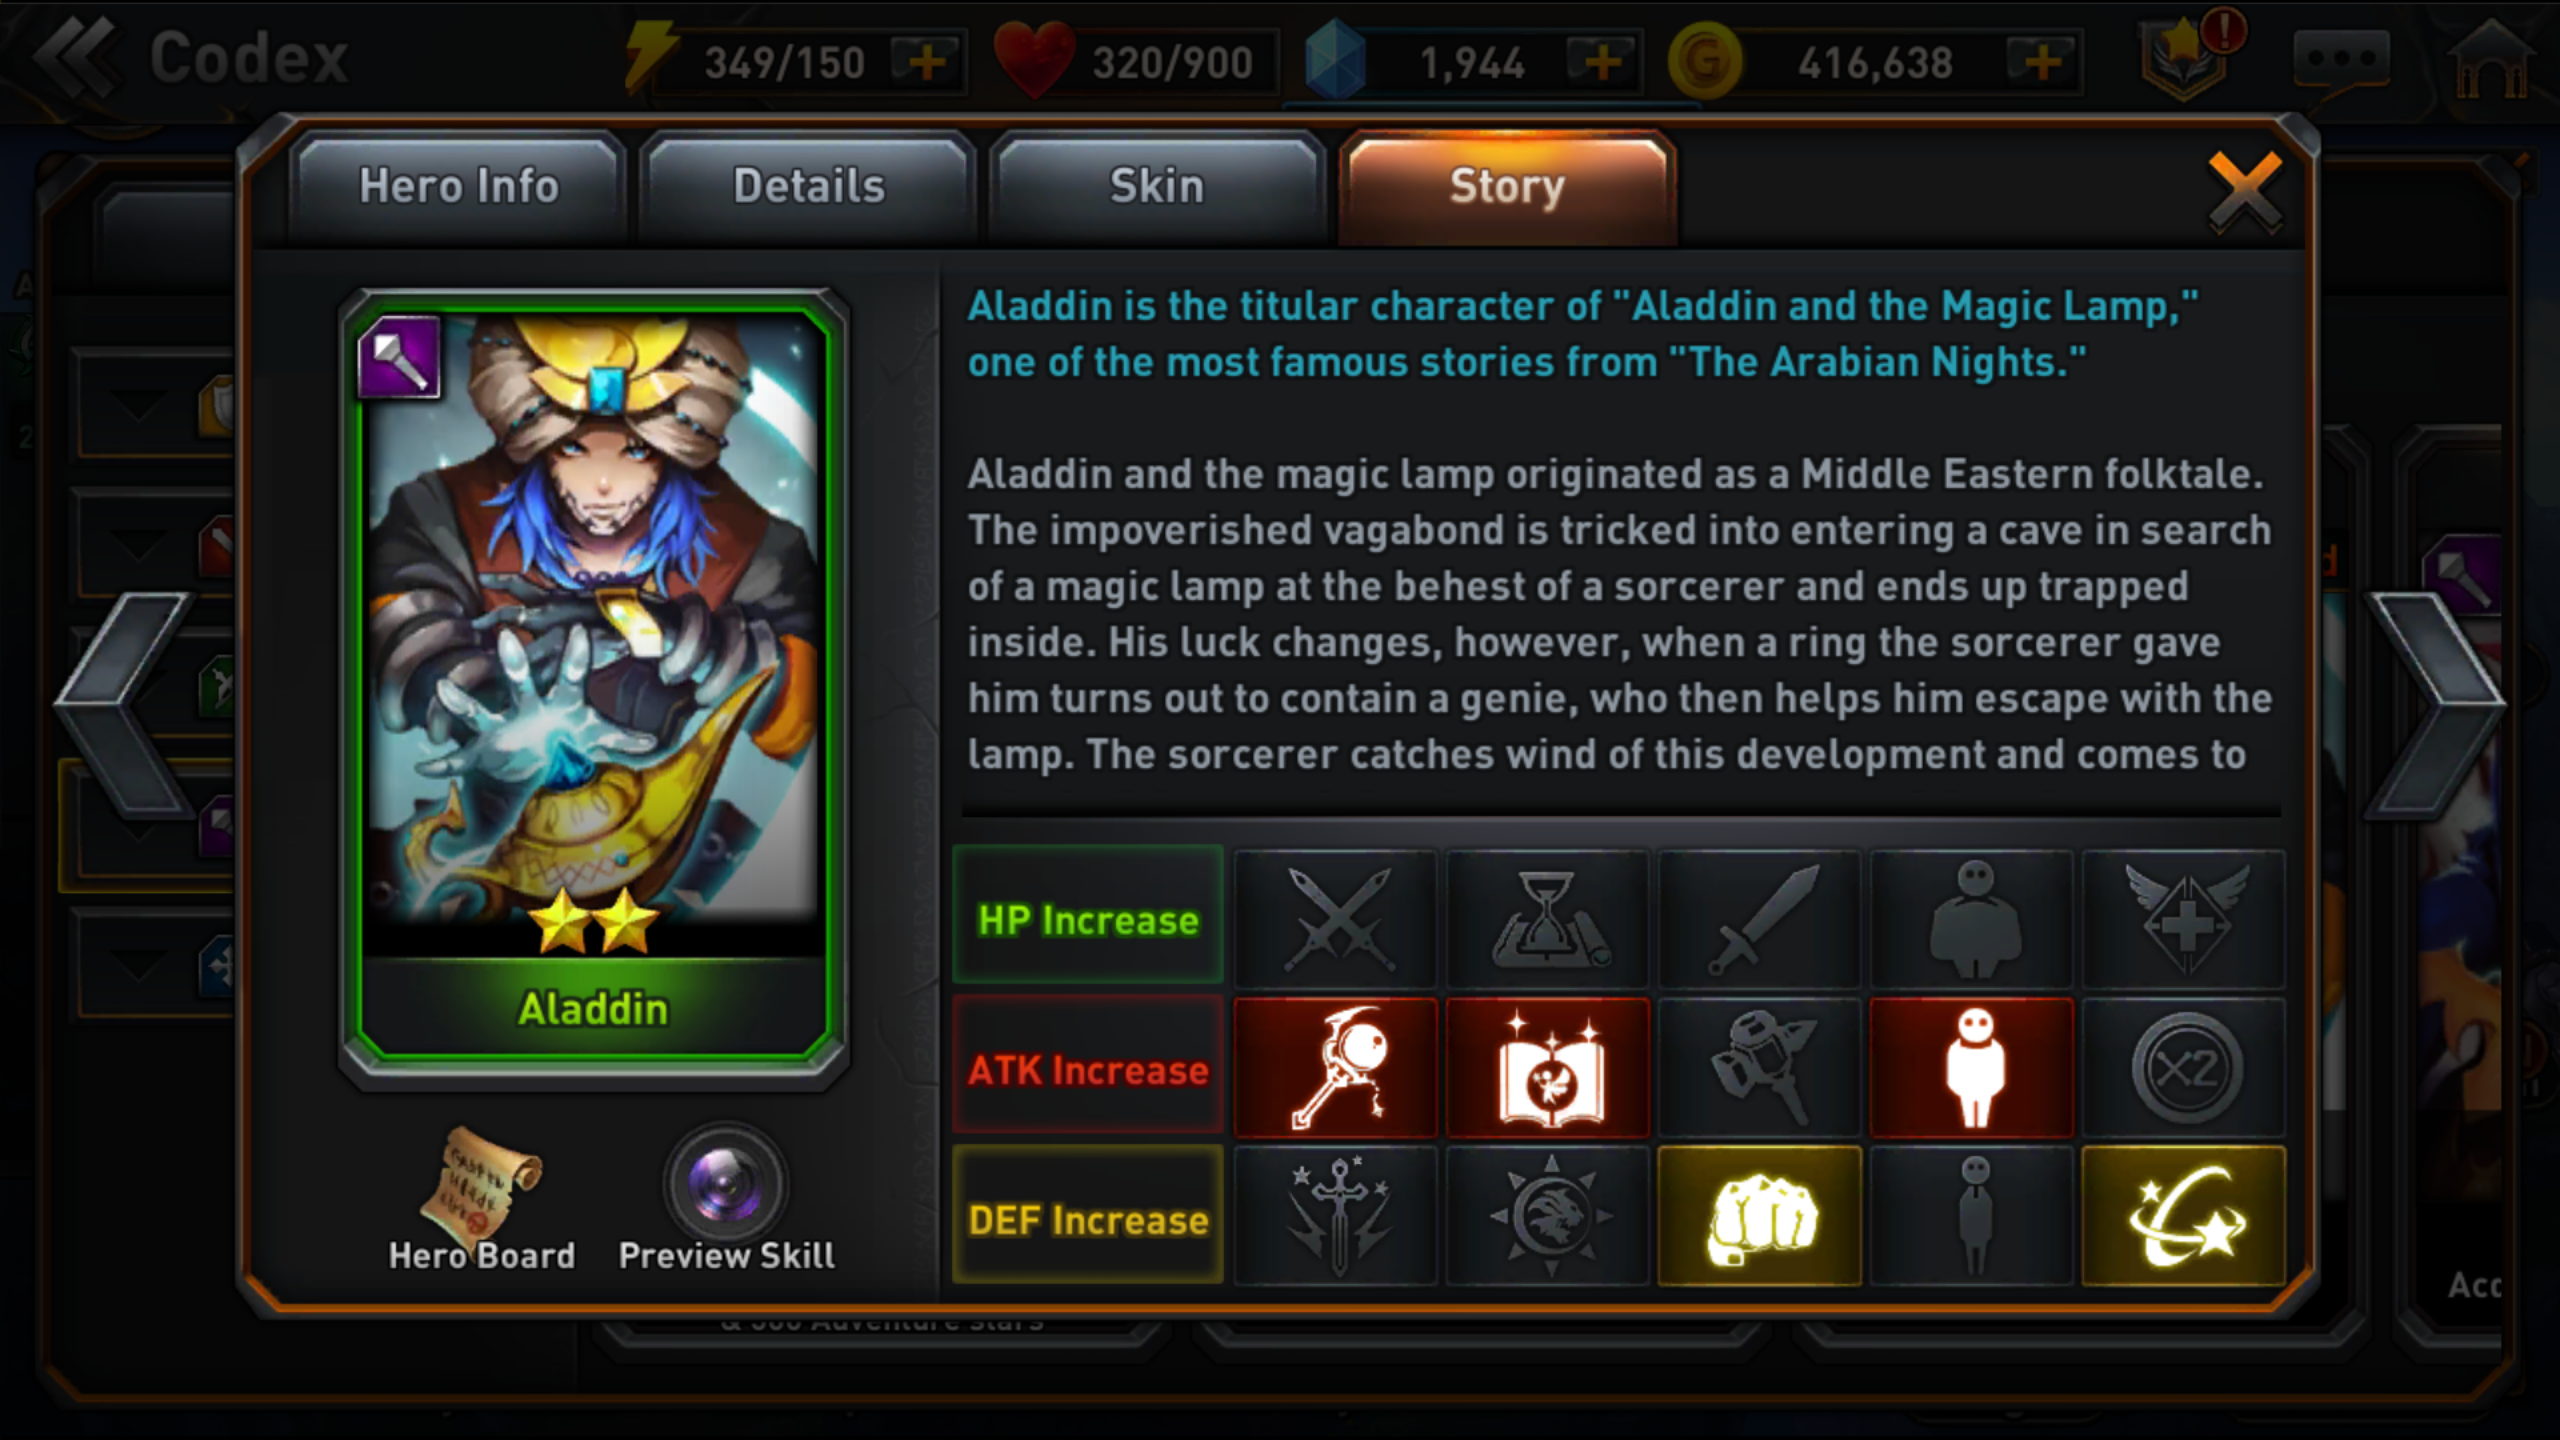 Codex
349/150
320/900
1,944
416,638
Hero Info
Details
Skin
Story
Aladdin is the titular character of "Aladdin and the Magic Lamp,"
one of the most famous stories from "The Arabian Nights."
Aladdin and the magic lamp originated as a Middle Eastern folktale.
The impoverished vagabond is tricked into entering a cave in search
of a magic lamp at the behest of a sorcerer and ends up trapped
inside. His luck changes, however, when a ring the sorcerer gave
him turns out to contain a genie, who then helps him escape with the
lamp. The sorcerer catches wind of this development and comes to
Aladdin
Hero Board
Preview Skill
HP Increase
ATK Increase
X2
DEF Increase
Acc
& 300 Adventure stars